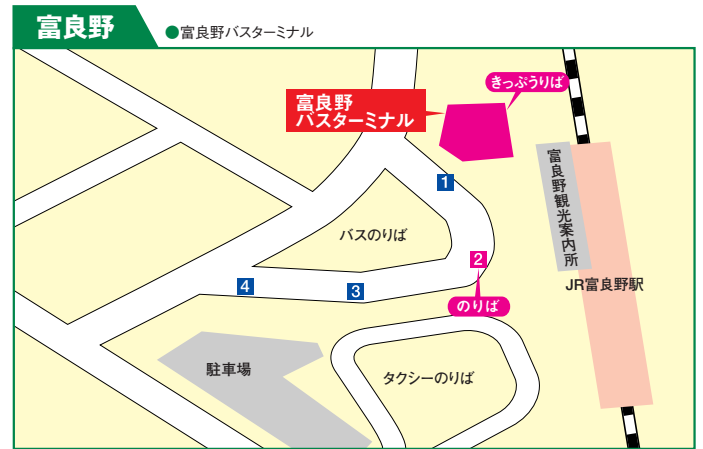 富良野
●富良野バスターミナル
きっぷうりば
富良野
バスターミナル
1
富良野観光案内所
バスのりば
2
4
3
JR富良野駅
のりば
駐車場
タクシーのりば